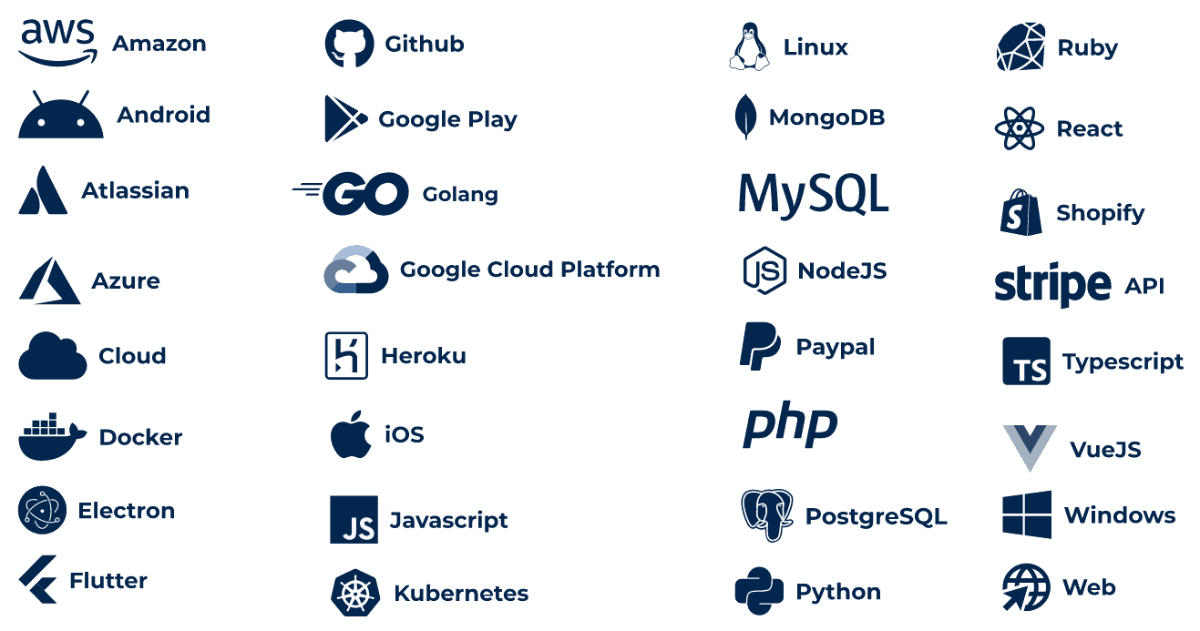 aws Amazon
Android
Atlassian
Azure
Cloud
Docker
Electron
Flutter
Github
Google Play
GO Golang
Google Cloud Platform
Heroku
iOS
JS Javascript
Kubernetes
Linux
MongoDB
MySQL
JS NodeJS
Paypal
php
PostgreSQL
Python
Ruby
React
S Shopify
stripe API
TS Typescript
VueJS
Windows
Web